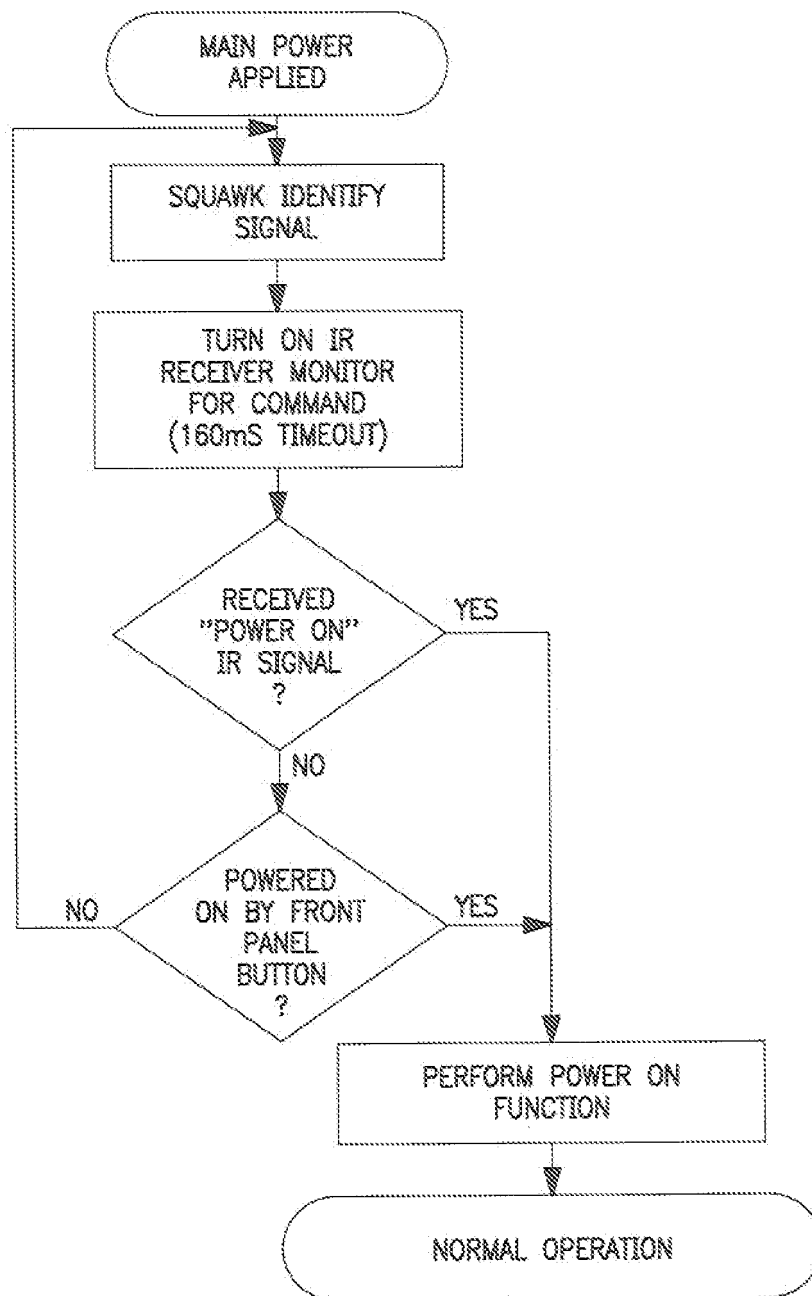 MAIN POWER
APPLIED
SQUAWK IDENTIFY
SIGNAL
TURN ON IR
RECEIVER MONITOR
FOR COMMAND
(160mS TIMEOUT)
RECEIVED
"POWER ON"
IR SIGNAL
?
YES
NO
POWERED
ON BY FRONT
PANEL
BUTTON
?
NO
YES
PERFORM POWER ON
FUNCTION
NORMAL OPERATION